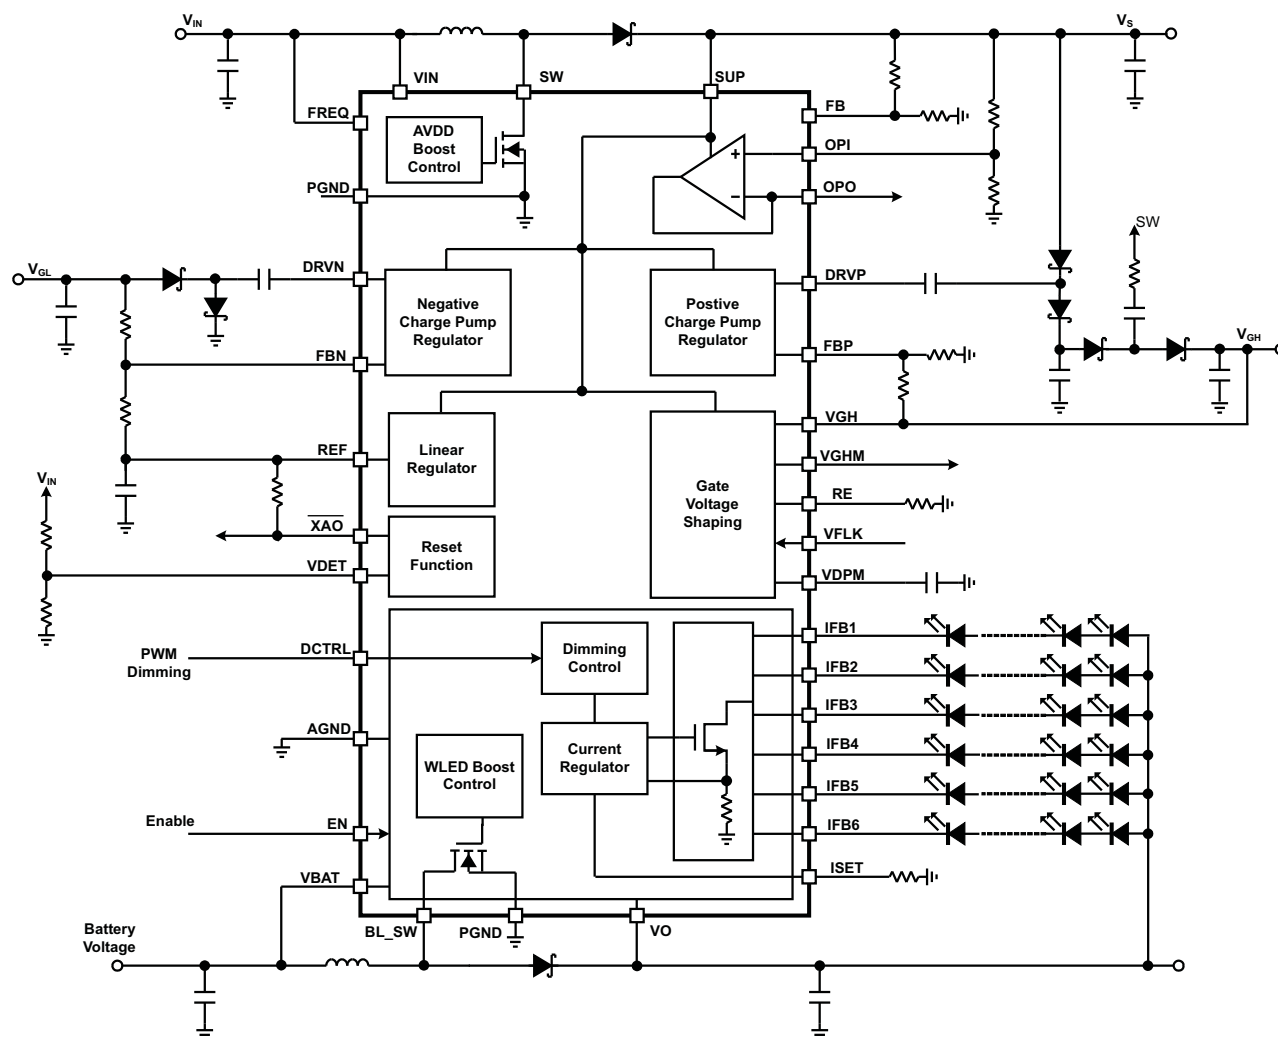 VIN
VS
VIN
SW
SUP
FREQ
FB
AVDD
Boost
Control
OPI
PGND
OPO
SW
VGL
DRVN
DRVP
Negative
Charge Pump
Regulator
Postive
Charge Pump
Regulator
VGH
FBN
FBP
VGH
REF
Linear
Regulator
VGHM
VIN
Gate
Voltage
Shaping
RE
XAO
VFLK
Reset
Function
VDET
VDPM
IFB1
PWM
Dimming
DCTRL
Dimming
Control
IFB2
IFB3
AGND
Current
Regulator
IFB4
WLED Boost
Control
IFB5
Enable
EN
IFB6
VBAT
ISET
Battery
Voltage
BL_SW
PGND
VO